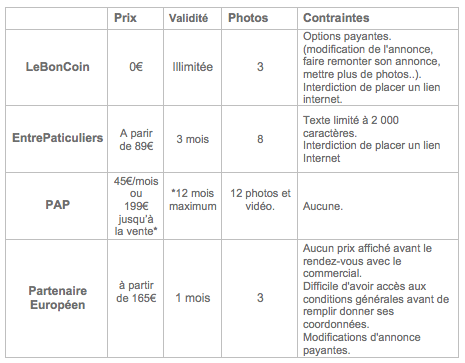 Prix Validité Photos Contraintes
LeBonCoin 0€ Illimitée 3
Options payantes.
(modification de l'annonce,
faire remonter son annonce,
mettre plus de photos..).
Interdiction de placer un lien
internet.
EntrePaticuliers
A parir
de 89€
3 mois 8
Texte limité à 2 000
caractères.
Interdiction de placer un lien
Internet
PAP
45€/mois
ou
199€
jusqu'à
la vente*
*12 mois
maximum
12 photos et
vidéo.
Aucune.
Partenaire
Européen
à partir
de 165€
1 mois 3
Aucun prix affiché avant le
rendez-vous avec le
commercial.
Difficile d'avoir accès aux
conditions générales avant de
remplir donner ses
coordonnées.
Modifications d'annonce
payantes.